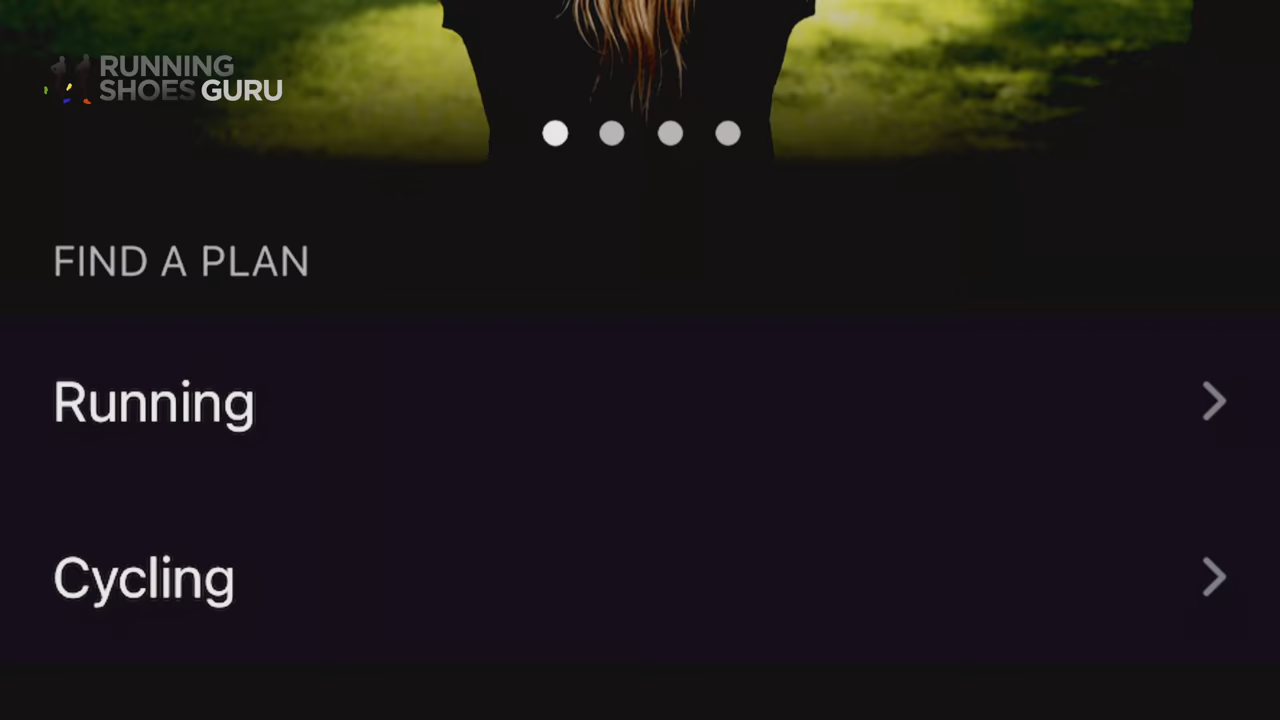 RUNNING
SHOES GURU
FIND A PLAN
Running
Cycling